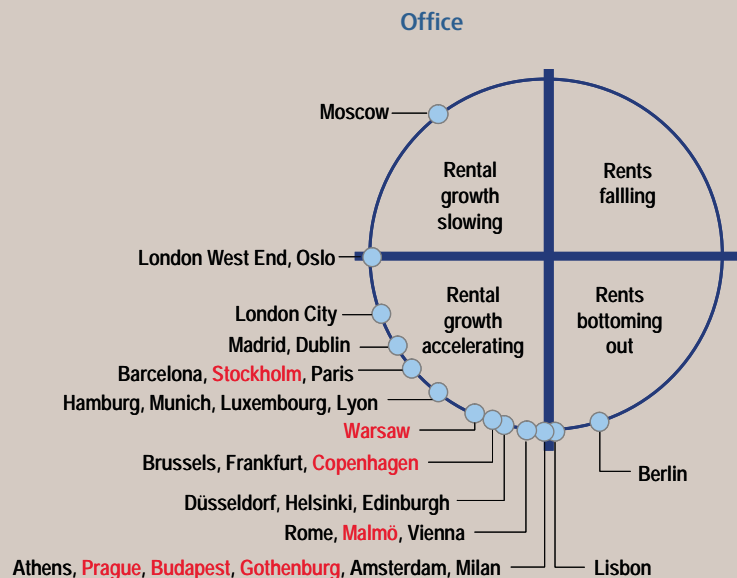 Office
Moscow
Rental
growth
slowing
Rents
fallling
London West End, Oslo
London City
Rental
growth
accelerating
Rents
bottoming
out
Madrid, Dublin
Barcelona, Stockholm, Paris
Hamburg, Munich, Luxembourg, Lyon
Warsaw
Brussels, Frankfurt, Copenhagen
Berlin
Düsseldorf, Helsinki, Edinburgh
Rome, Malmö, Vienna
Athens, Prague, Budapest, Gothenburg, Amsterdam, Milan
Lisbon